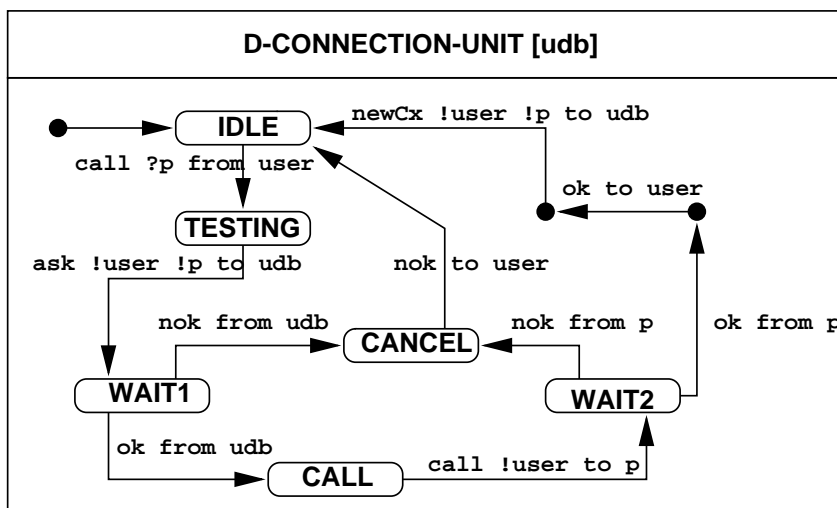 D-CONNECTION-UNIT [udb]
newCx !user !p to udb
IDLE
call ?p from user
ok to user
TESTING
ask !user !p to udb
nok to user
nok from udb
nok from p
ok from p
CANCEL
WAIT1
WAIT2
ok from udb
call !user to p
CALL